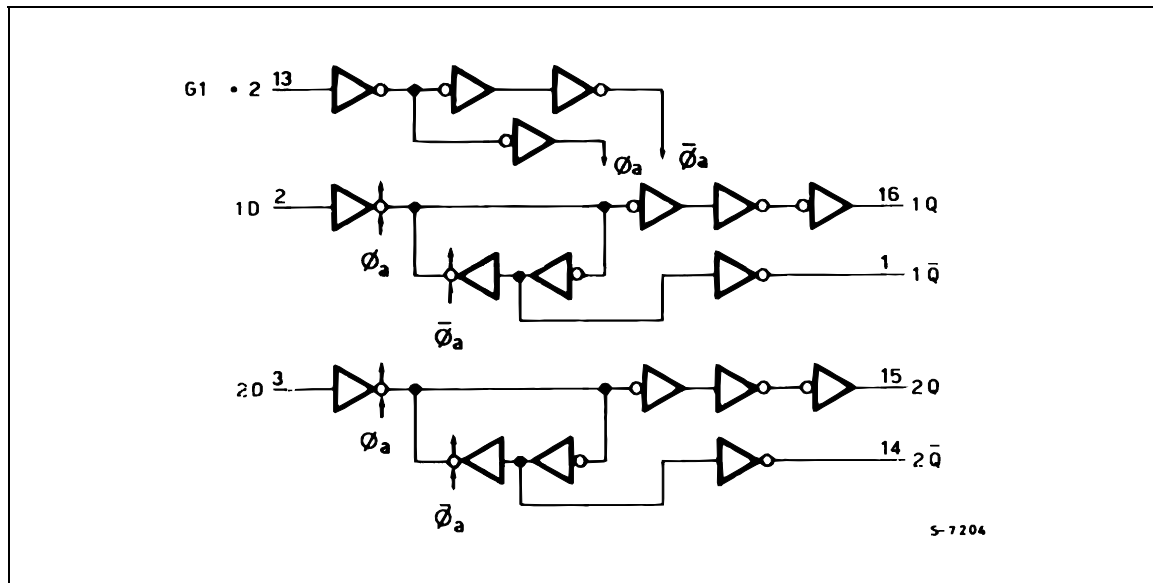 G1 • 2 13
Øa
Ø̄a
1D 2
16 1Q
Øa
1 1Q̄
Ø̄a
2D 3
15 2Q
Øa
14 2Q̄
Ø̄a
S-7204